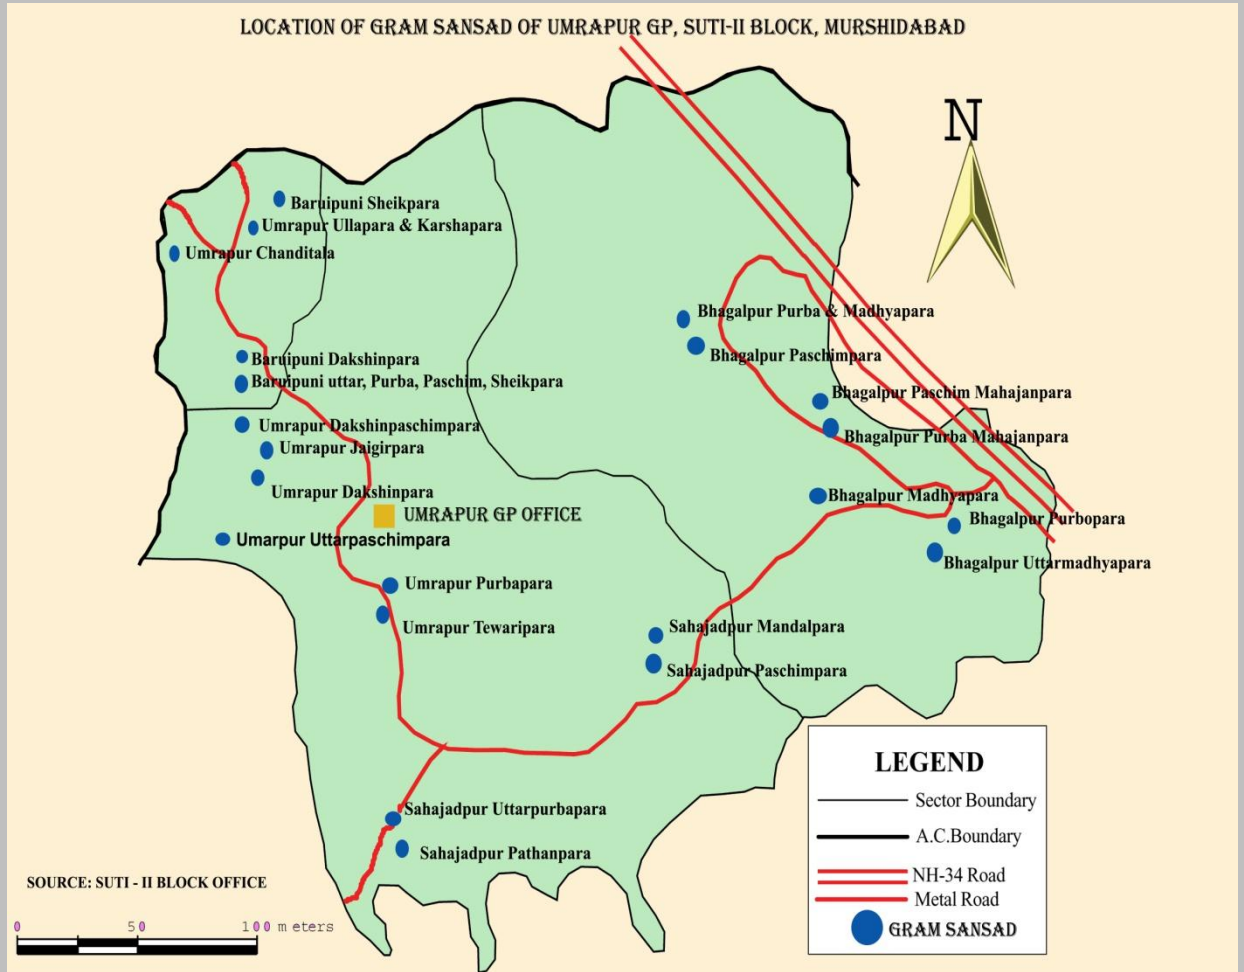 LOCATION OF GRAM SANSAD OF UMRAPUR GP, SUTI-II BLOCK, MURSHIDABAD
N
Baruipuni Sheikpara
Umrapur Ullapara & Karshapara
Umrapur Chanditala
Bhagalpur Purba & Madhyapara
Bhagalpur Paschimpara
Baruipuni Dakshinpara
Baruipuni uttar, Purba, Paschim, Sheikpara
Bhagalpur Paschim Mahajanpara
Umrapur Dakshinpaschimpara
Bhagalpur Purba Mahajanpara
Umrapur Jaigirpara
Umrapur Dakshinpara
Bhagalpur Madhyapara
UMRAPUR GP OFFICE
Bhagalpur Purbopara
Umarpur Uttarpaschimpara
Bhagalpur Uttarmadhyapara
Umrapur Purbapara
Umrapur Tewaripara
Sahajadpur Mandalpara
Sahajadpur Paschimpara
Sahajadpur Uttarpurbapara
Sahajadpur Pathanpara
LEGEND
Sector Boundary
A.C.Boundary
NH-34 Road
Metal Road
GRAM SANSAD
SOURCE: SUTI - II BLOCK OFFICE
0 50 100 meters